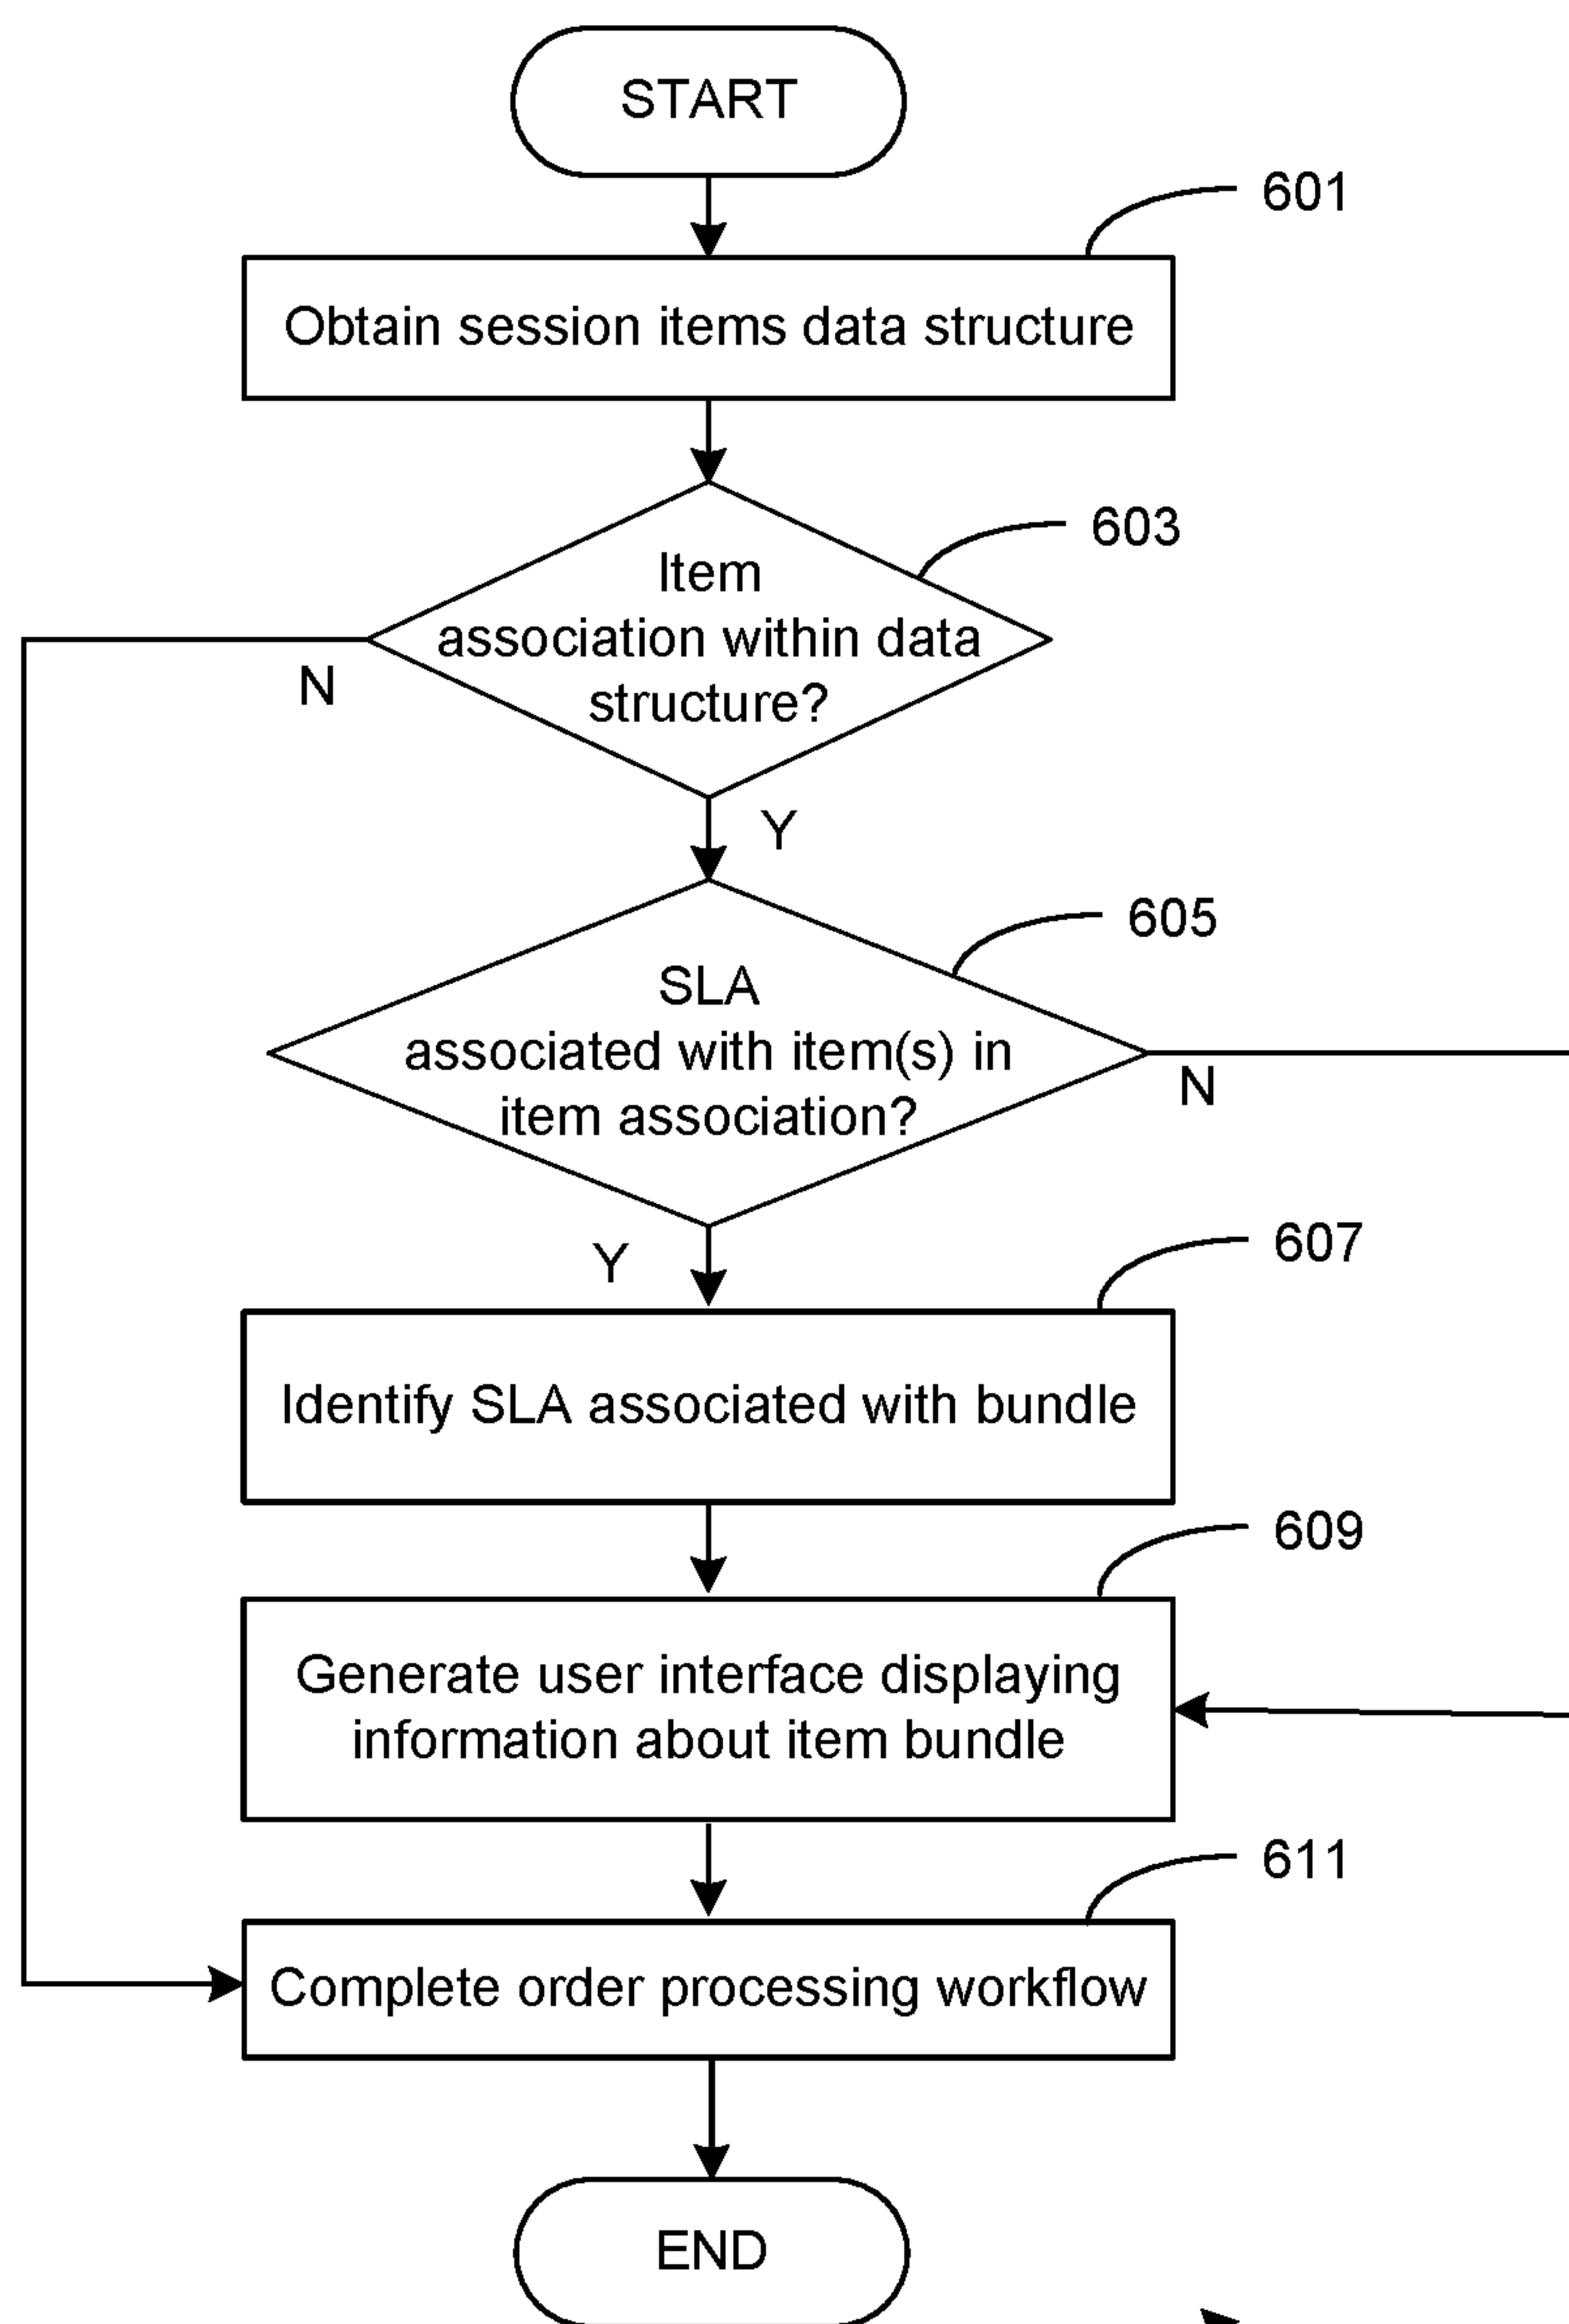 START
601
Obtain session items data structure
603
Item
association within data
structure?
N
Y
605
SLA
associated with item(s) in
item association?
N
Y
607
Identify SLA associated with bundle
609
Generate user interface displaying
information about item bundle
611
Complete order processing workflow
END